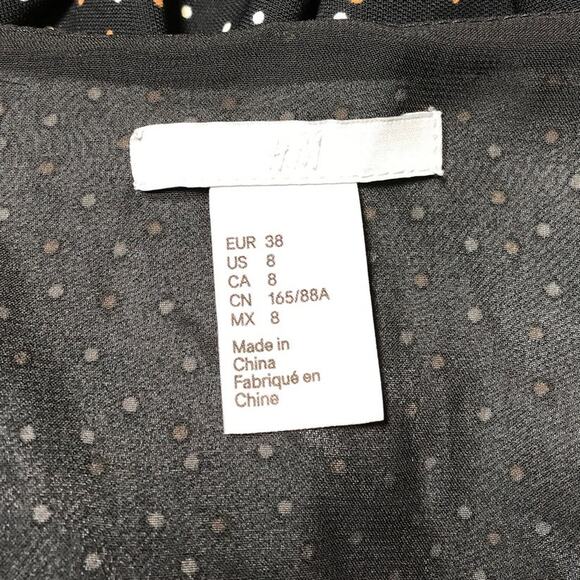 H&M
EUR 38
US 8
CA 8
CN 165/88A
MX 8
Made in
China
Fabriqué en
Chine